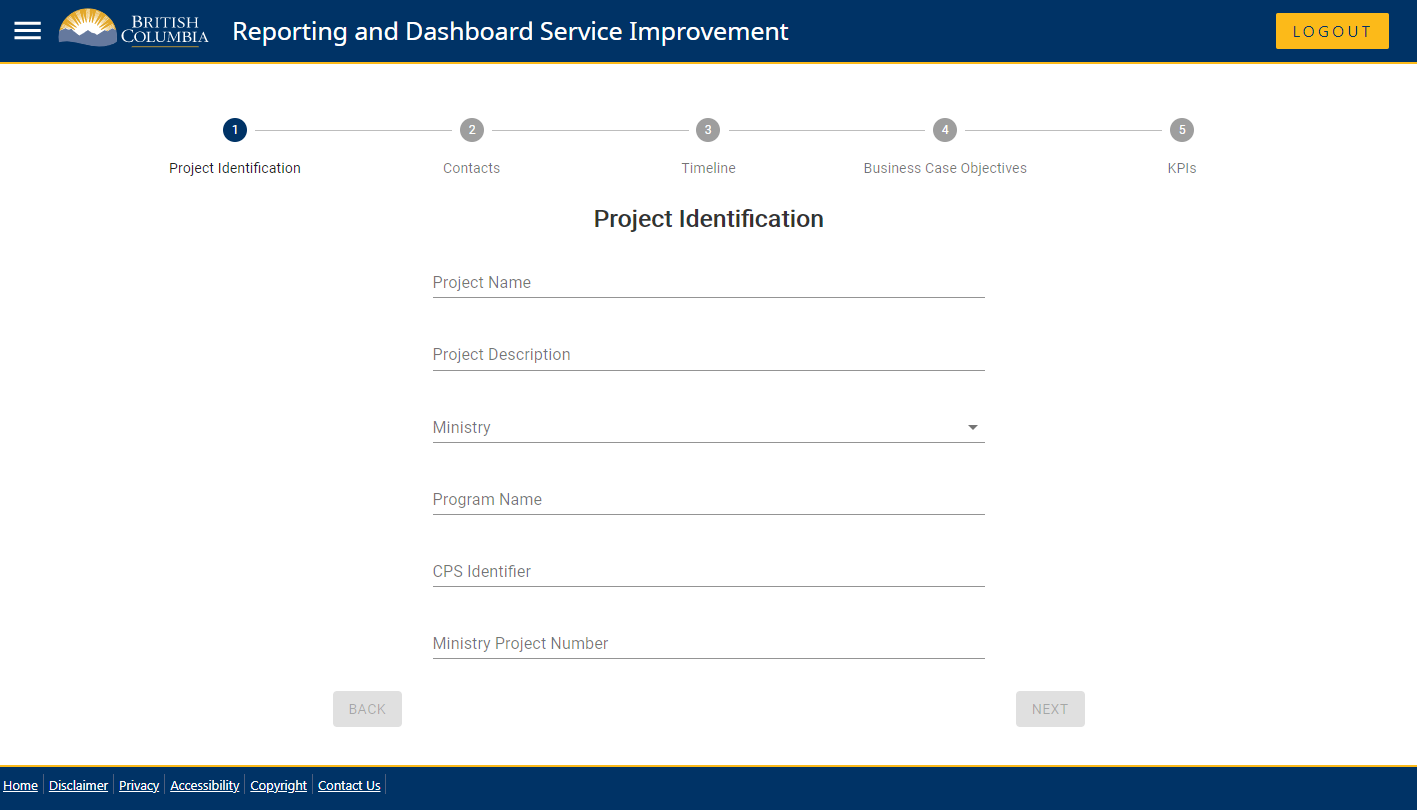 BRITISH
COLUMBIA
Reporting and Dashboard Service Improvement
LOGOUT
1
2
3
4
5
Project Identification
Contacts
Timeline
Business Case Objectives
KPIs
Project Identification
Project Name
Project Description
Ministry
Program Name
CPS Identifier
Ministry Project Number
BACK
NEXT
Home
Disclaimer
Privacy
Accessibility
Copyright
Contact Us